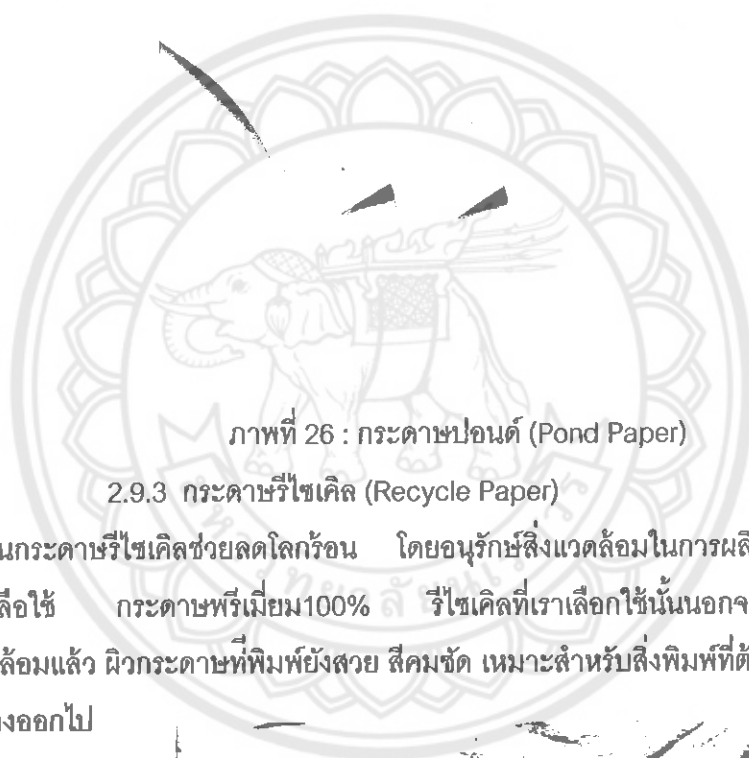 ภาพที่ 26 : กระดาษปอนด์ (Pond Paper)
2.9.3 กระดาษรีไซเคิล (Recycle Paper)
นกระดาษรีไซเคิลช่วยลดโลกร้อน โดยอนุรักษ์สิ่งแวดล้อมในการผลิ
ลือใช้ กระดาษพรีเมี่ยม100% รีไซเคิลที่เราเลือกใช้นั้นนอกจ
ล้อมแล้ว ผิวกระดาษที่พิมพ์ยังสวย สีคมชัด เหมาะสำหรับสิ่งพิมพ์ที่ต้
งออกไป